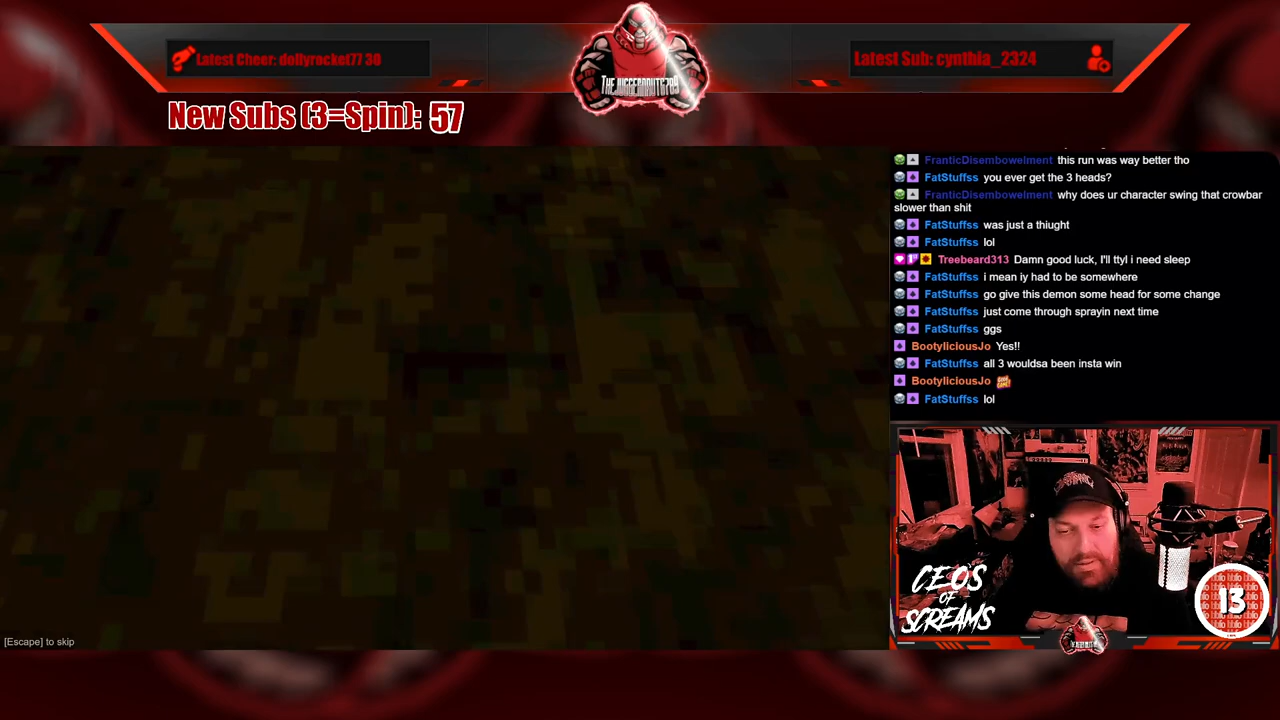 Latest Cheer: dollyrocket77 30
THEJUGGERNAUT6789
Latest Sub: cynthia_2324
New Subs (3=Spin): 57
FranticDisembowelment this run was way better tho
FatStuffss you ever get the 3 heads?
FranticDisembowelment why does ur character swing that crowbar
slower than shit
FatStuffss was just a thiught
FatStuffss lol
Treebeard313 Damn good luck, I'll ttyl i need sleep
FatStuffss i mean iy had to be somewhere
FatStuffss go give this demon some head for some change
FatStuffss just come through sprayin next time
FatStuffss ggs
BootyliciousJo Yes!!
FatStuffss all 3 wouldsa been insta win
BootyliciousJo
FatStuffss lol
CEO'S
OF
SCREAMS
13
[Escape] to skip